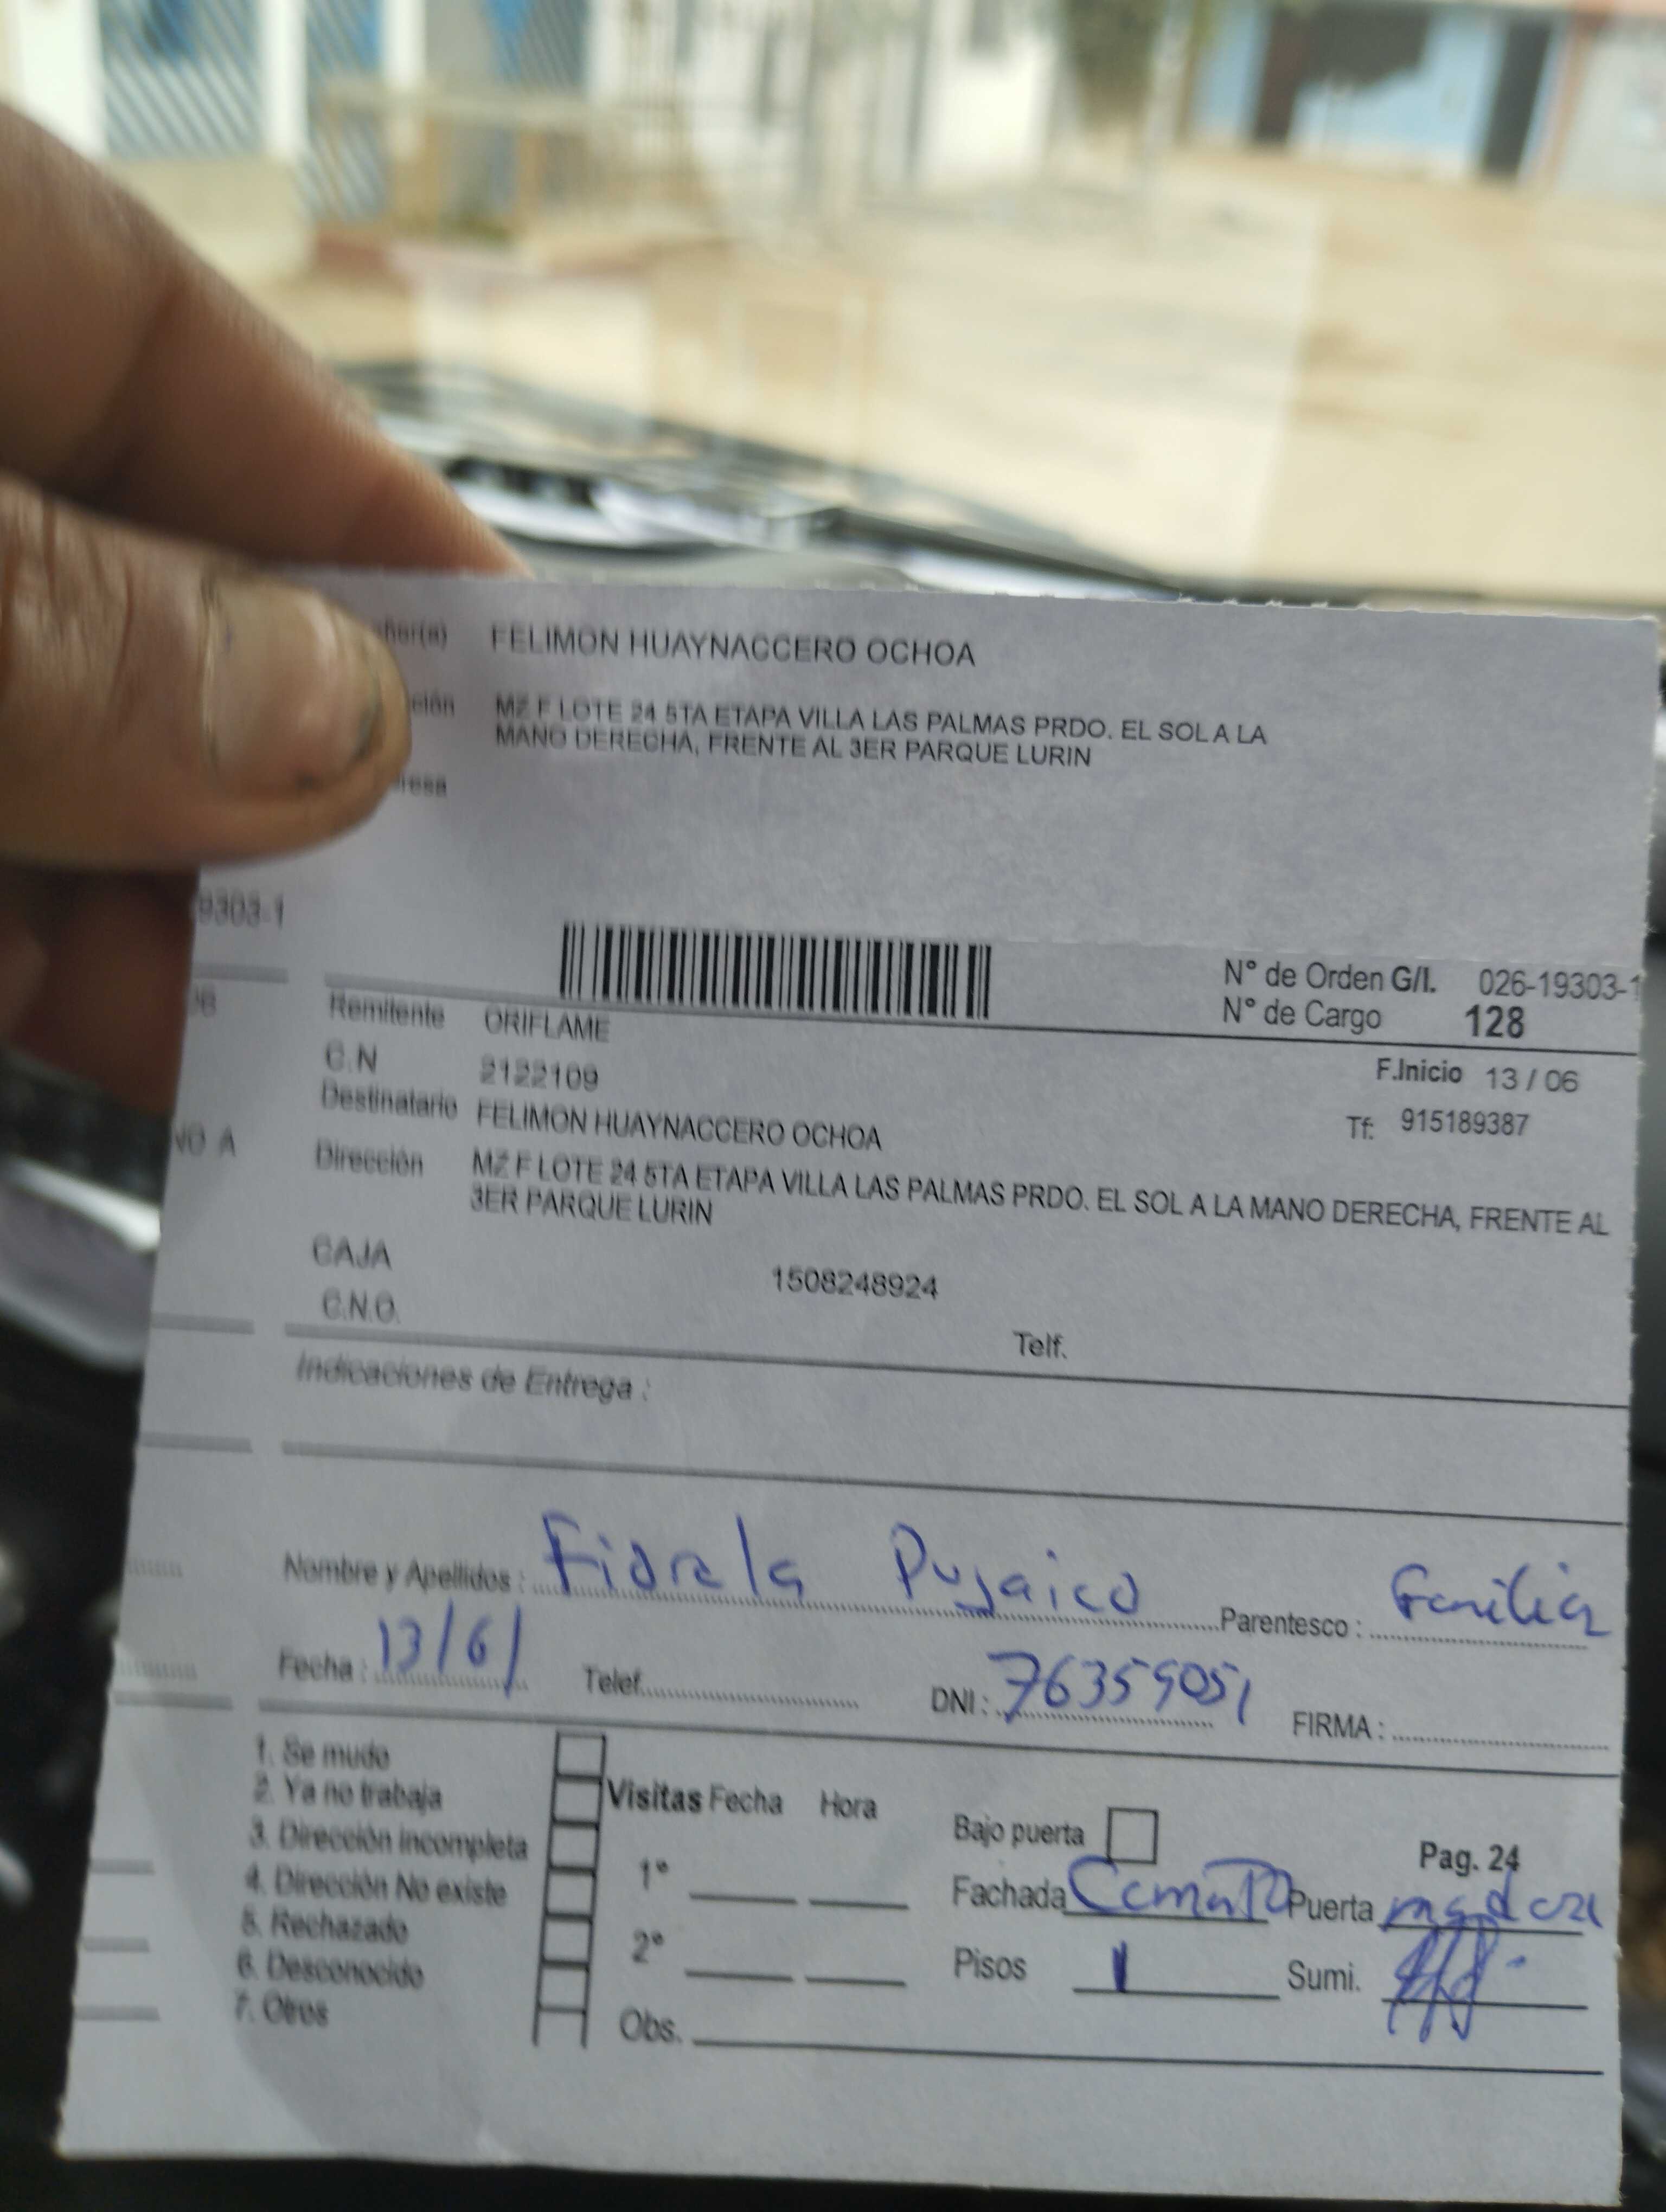 ñor(a) FELIMON HUAYNACCERO OCHOA
ción MZ F LOTE 24 5TA ETAPA VILLA LAS PALMAS PRDO. EL SOL A LA
MANO DERECHA, FRENTE AL 3ER PARQUE LURIN
resa
9303-1
N° de Orden G/I. 026-19303-1
N° de Cargo 128
Remitente ORIFLAME
C.N 2122109
F.Inicio 13 / 06
Destinatario FELIMON HUAYNACCERO OCHOA
Tf: 915189387
NO A
Dirección MZ F LOTE 24 5TA ETAPA VILLA LAS PALMAS PRDO. EL SOL A LA MANO DERECHA, FRENTE AL
3ER PARQUE LURIN
CAJA 1508248924
C.N.O.
Telf.
Indicaciones de Entrega :
Nombre y Apellidos : Fiorela Pujaico Parentesco : Familia
Fecha : 13/6/ Telef. DNI : 76359051 FIRMA :
1. Se mudo
2. Ya no trabaja
3. Dirección incompleta
4. Dirección No existe
5. Rechazado
6. Desconocido
7. Otros
Visitas Fecha Hora
1°
2°
Obs.
Bajo puerta
Pag. 24
Fachada Cemento Puerta madera
Pisos 1 Sumi.